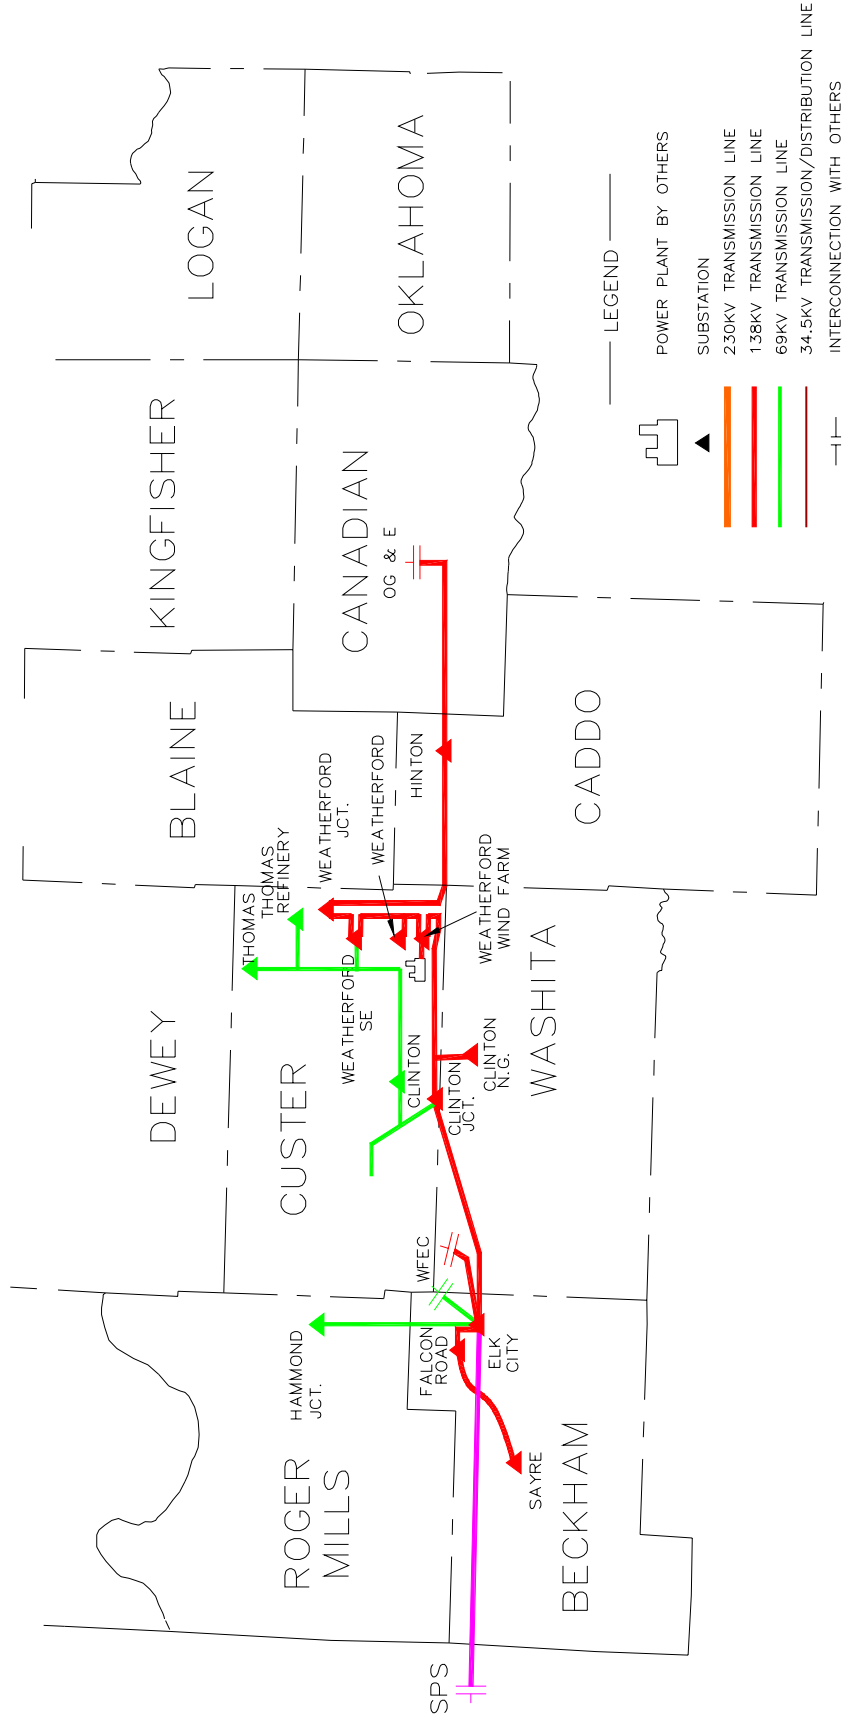 LOGAN
OKLAHOMA
KINGFISHER
CANADIAN
OG & E
BLAINE
CADDO
DEWEY
CUSTER
WASHITA
ROGER
MILLS
BECKHAM
THOMAS
THOMAS
REFINERY
WEATHERFORD
JCT.
WEATHERFORD
HINTON
WEATHERFORD
WIND FARM
WEATHERFORD
SE
CLINTON
CLINTON
JCT.
CLINTON
N.G.
WFEC
HAMMOND
JCT.
FALCON
ROAD
ELK
CITY
SAYRE
SPS
LEGEND
POWER PLANT BY OTHERS
SUBSTATION
230KV TRANSMISSION LINE
138KV TRANSMISSION LINE
69KV TRANSMISSION LINE
34.5KV TRANSMISSION/DISTRIBUTION LINE
INTERCONNECTION WITH OTHERS